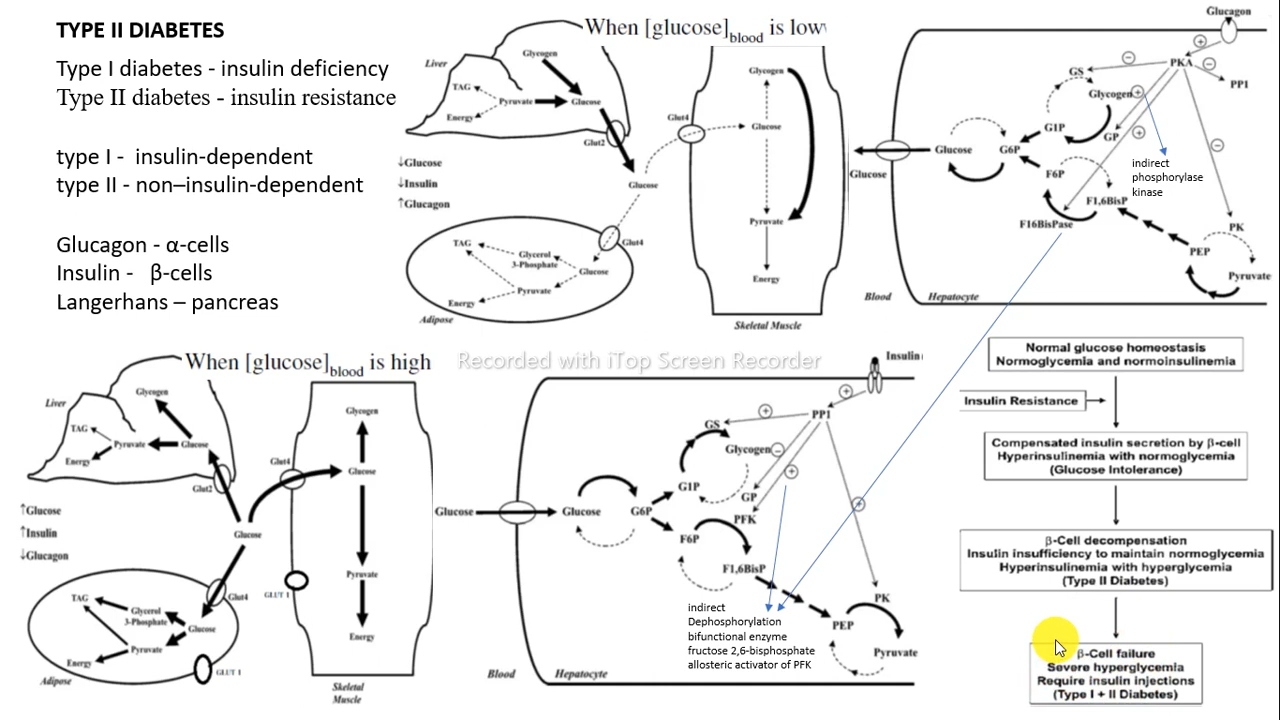 TYPE II DIABETES
Type I diabetes - insulin deficiency
Type II diabetes - insulin resistance
type I - insulin-dependent
type II - non–insulin-dependent
Glucagon - α-cells
Insulin - β-cells
Langerhans – pancreas
When [glucose]blood is low
Liver
Glycogen
TAG
Pyruvate
Glucose
Energy
Glut2
↓Glucose
↓Insulin
↑Glucagon
Glucose
Glut4
TAG
Glycerol
3-Phosphate
Glucose
Pyruvate
Energy
Adipose
Glut4
Glycogen
Glucose
Pyruvate
Energy
Skeletal Muscle
Glucagon
+
PKA
−
−
GS
PP1
Glycogen
+
G1P
GP
+
−
Glucose
Glucose
G6P
F6P
indirect
phosphorylase
kinase
F1,6BisP
F16BisPase
PK
PEP
Pyruvate
Blood
Hepatocyte
When [glucose]blood is high
Recorded with iTop Screen Recorder
Liver
Glycogen
TAG
Pyruvate
Glucose
Energy
Glut2
↑Glucose
↑Insulin
↓Glucagon
Glucose
Glut4
TAG
Glycerol
3-Phosphate
Glucose
Pyruvate
Energy
Adipose
GLUT 1
Glut4
Glycogen
Glucose
GLUT 1
Pyruvate
Energy
Skeletal
Muscle
Insulin
+
PP1
+
GS
Glycogen
−
+
G1P
GP
PFK
+
Glucose
Glucose
G6P
F6P
F1,6BisP
PK
PEP
Pyruvate
indirect
Dephosphorylation
bifunctional enzyme
fructose 2,6-bisphosphate
allosteric activator of PFK
Blood
Hepatocyte
Normal glucose homeostasis
Normoglycemia and normoinsulinemia
Insulin Resistance
Compensated insulin secretion by β-cell
Hyperinsulinemia with normoglycemia
(Glucose Intolerance)
β-Cell decompensation
Insulin insufficiency to maintain normoglycemia
Hyperinsulinemia with hyperglycemia
(Type II Diabetes)
β-Cell failure
Severe hyperglycemia
Require insulin injections
(Type I + II Diabetes)